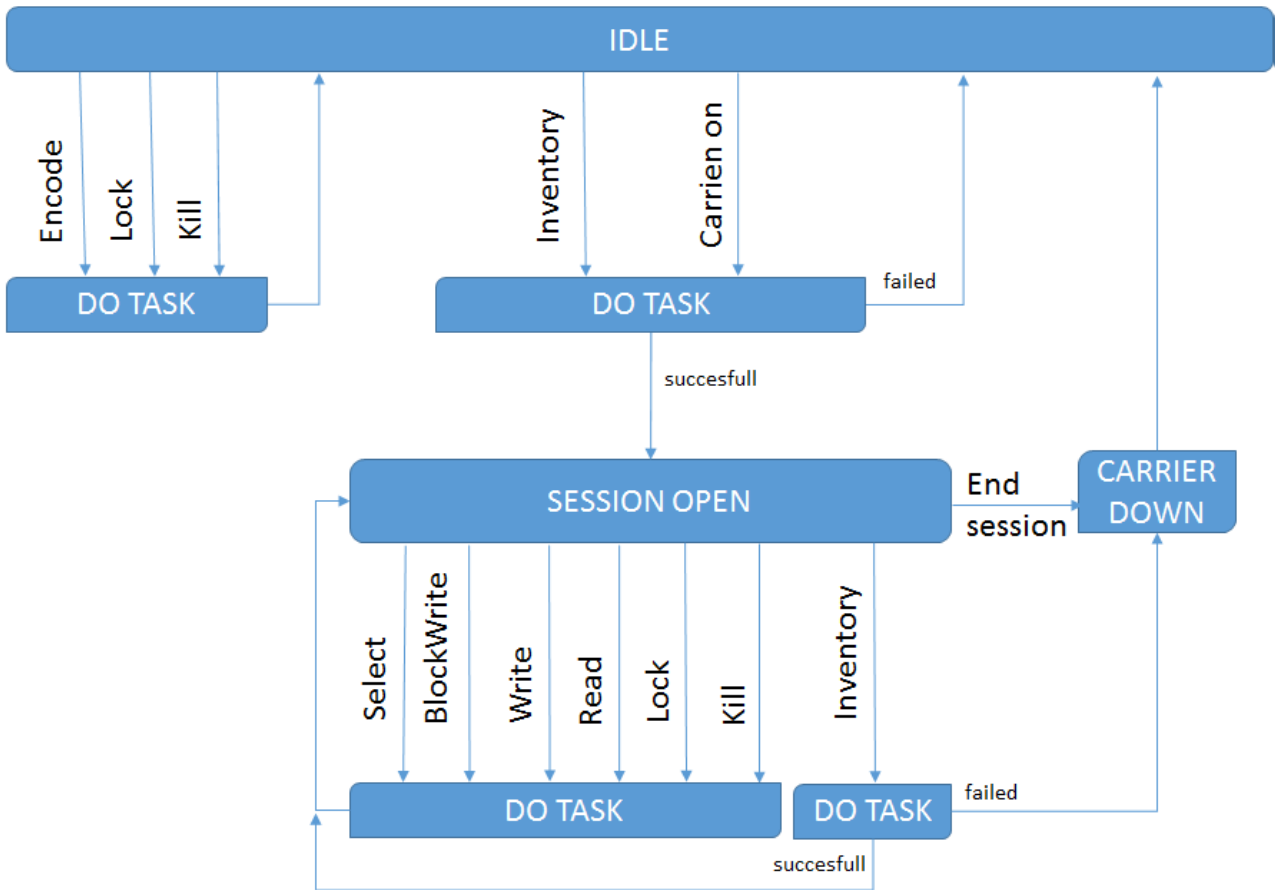 IDLE
Encode
Lock
Kill
Inventory
Carrien on
DO TASK
DO TASK
failed
succesfull
SESSION OPEN
End
session
CARRIER
DOWN
Select
BlockWrite
Write
Read
Lock
Kill
Inventory
DO TASK
DO TASK
failed
succesfull